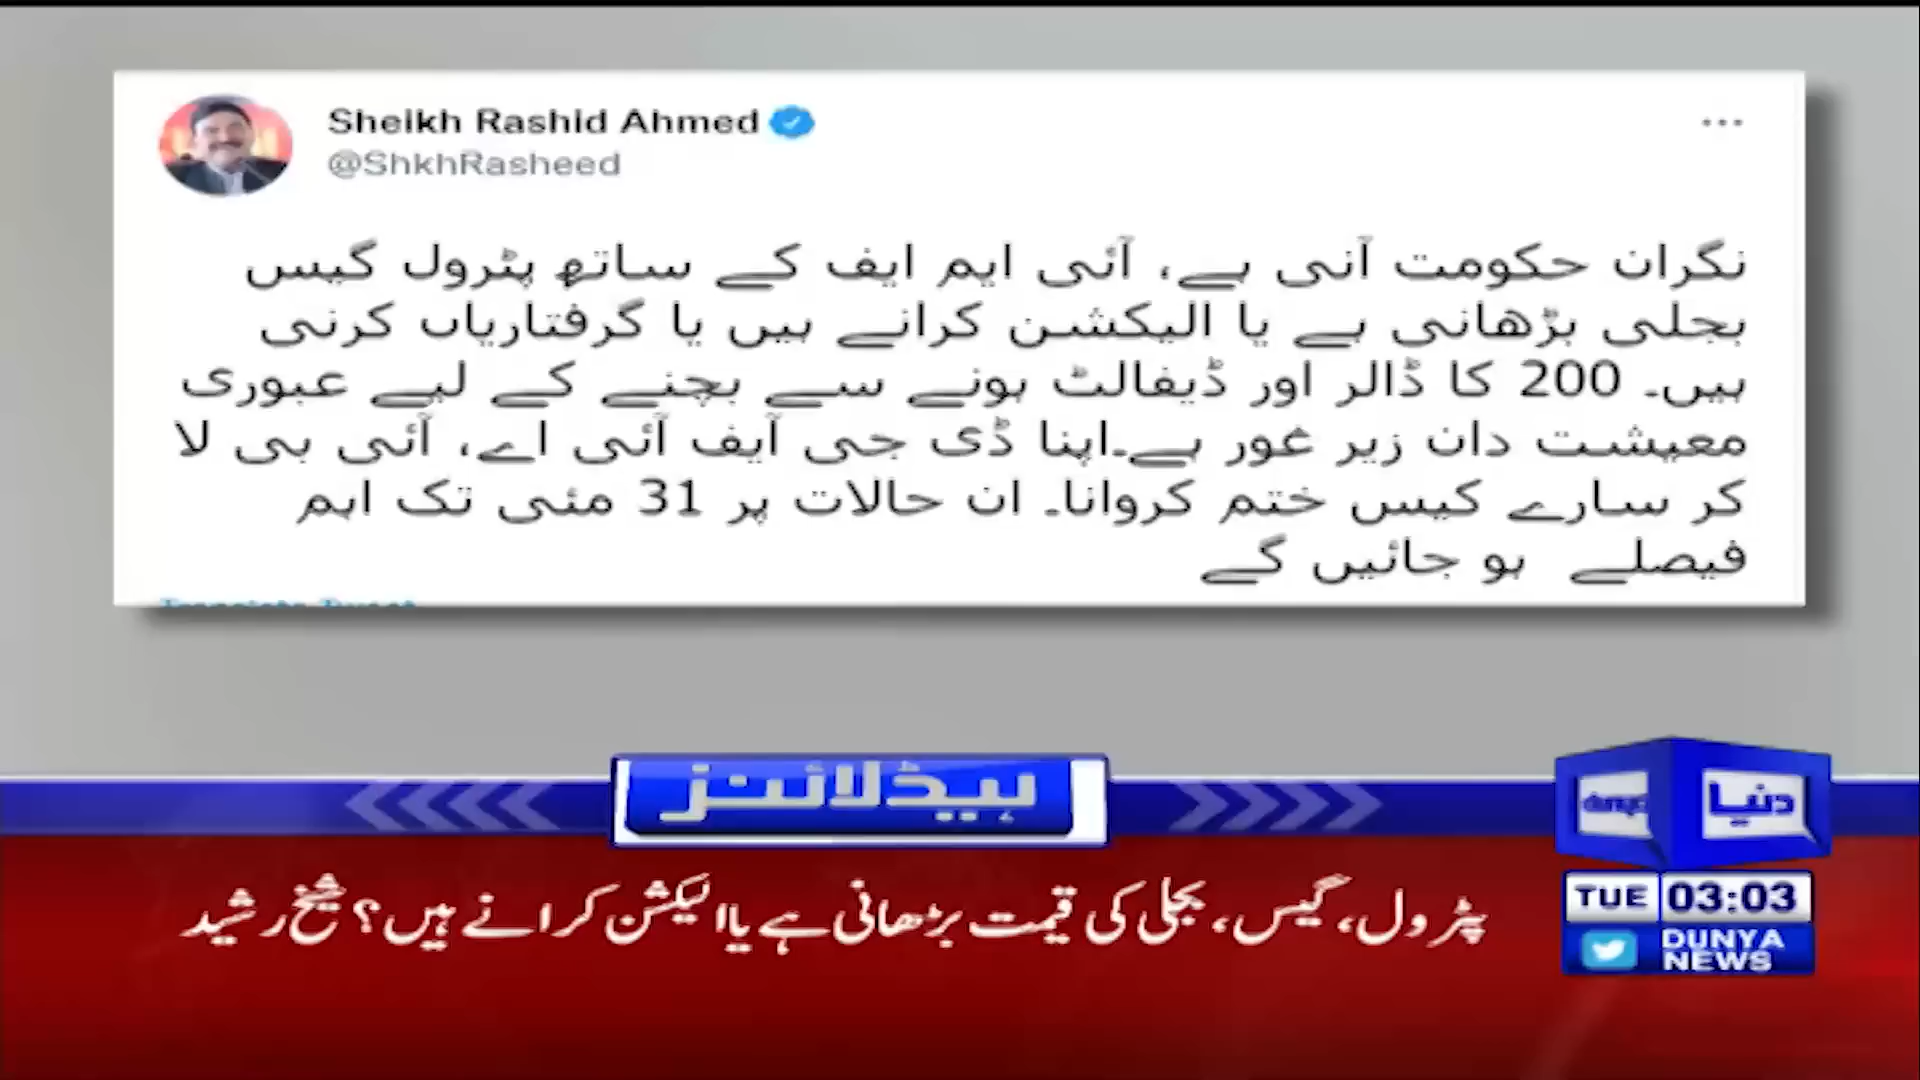 Sheikh Rashid Ahmed
@ShkhRasheed
نگران حکومت آنی ہے، آئی ایم ایف کے ساتھ پٹرول گیس
بجلی بڑھانی ہے یا الیکشن کرانے ہیں یا گرفتاریاں کرنی
ہیں۔ 200 کا ڈالر اور ڈیفالٹ ہونے سے بچنے کے لیے عبوری
معیشت دان زیر غور ہے۔اپنا ڈی جی آیف آئی اے، آئی بی لا
کر سارے کیس ختم کروانا۔ ان حالات پر 31 مئی تک اہم
فیصلے ہو جائیں گے
Translate Tweet
ہیڈلائنز
دنیا
پٹرول، گیس، بجلی کی قیمت بڑھانی ہے یا الیکشن کرانے ہیں؟ شیخ رشید
TUE 03:03
DUNYA
NEWS